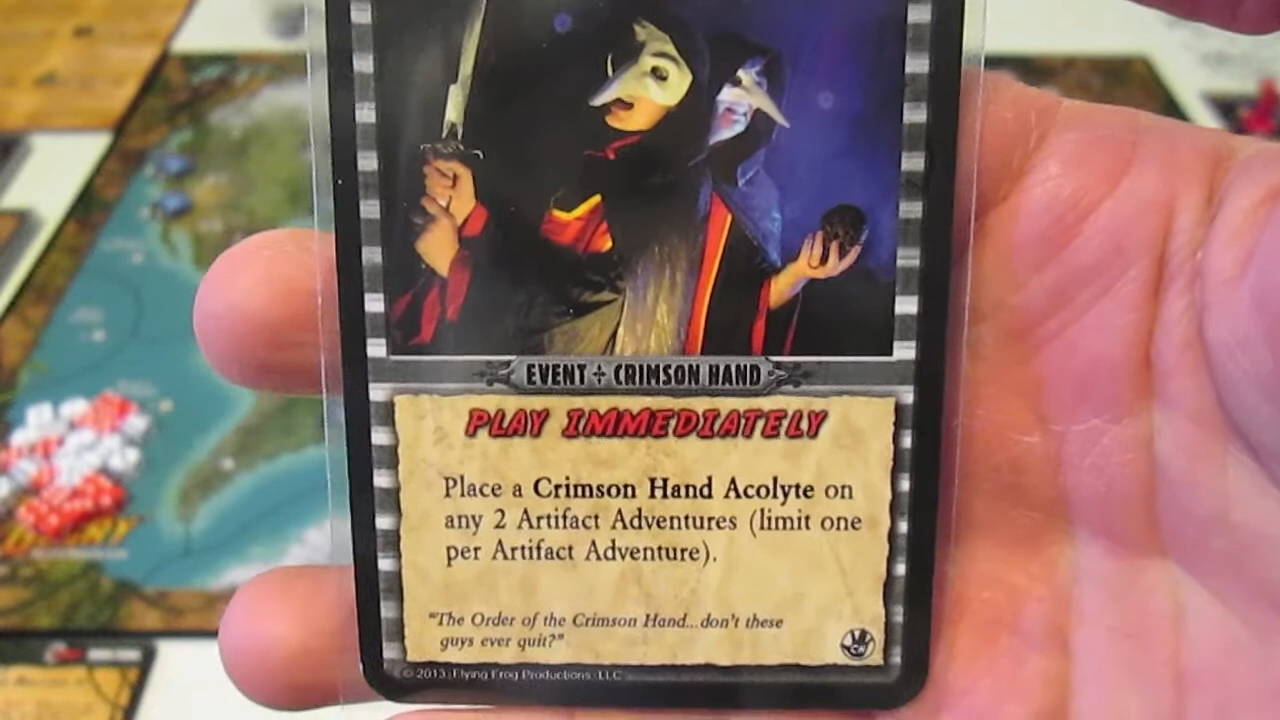 EVENT + CRIMSON HAND
PLAY IMMEDIATELY
Place a Crimson Hand Acolyte on
any 2 Artifact Adventures (limit one
per Artifact Adventure).
"The Order of the Crimson Hand...don't these
guys ever quit?"
CH
© 2013, Flying Frog Productions, LLC